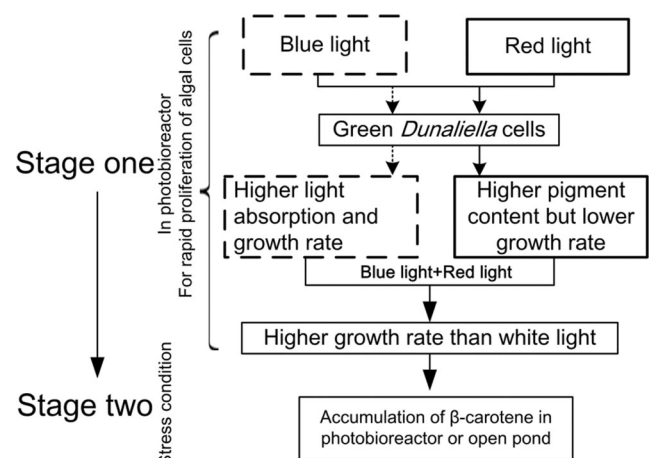 Blue light
Red light
Green Dunaliella cells
Stage one
In photobioreactor
For rapid proliferation of algal cells
Higher light
absorption and
growth rate
Higher pigment
content but lower
growth rate
Blue light+Red light
Higher growth rate than white light
Stage two
Stress condition
Accumulation of β-carotene in
photobioreactor or open pond